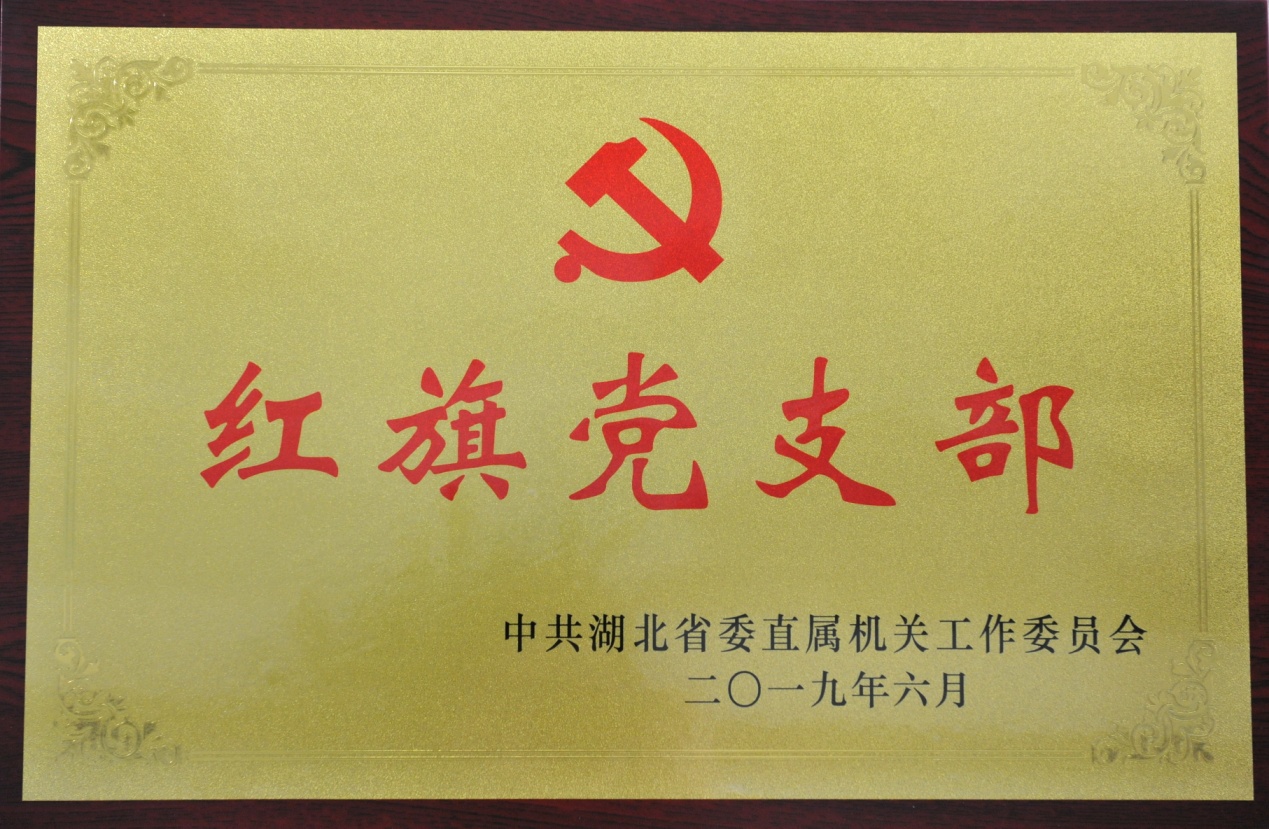 红旗党支部
中共湖北省委直属机关工作委员会
二〇一九年六月